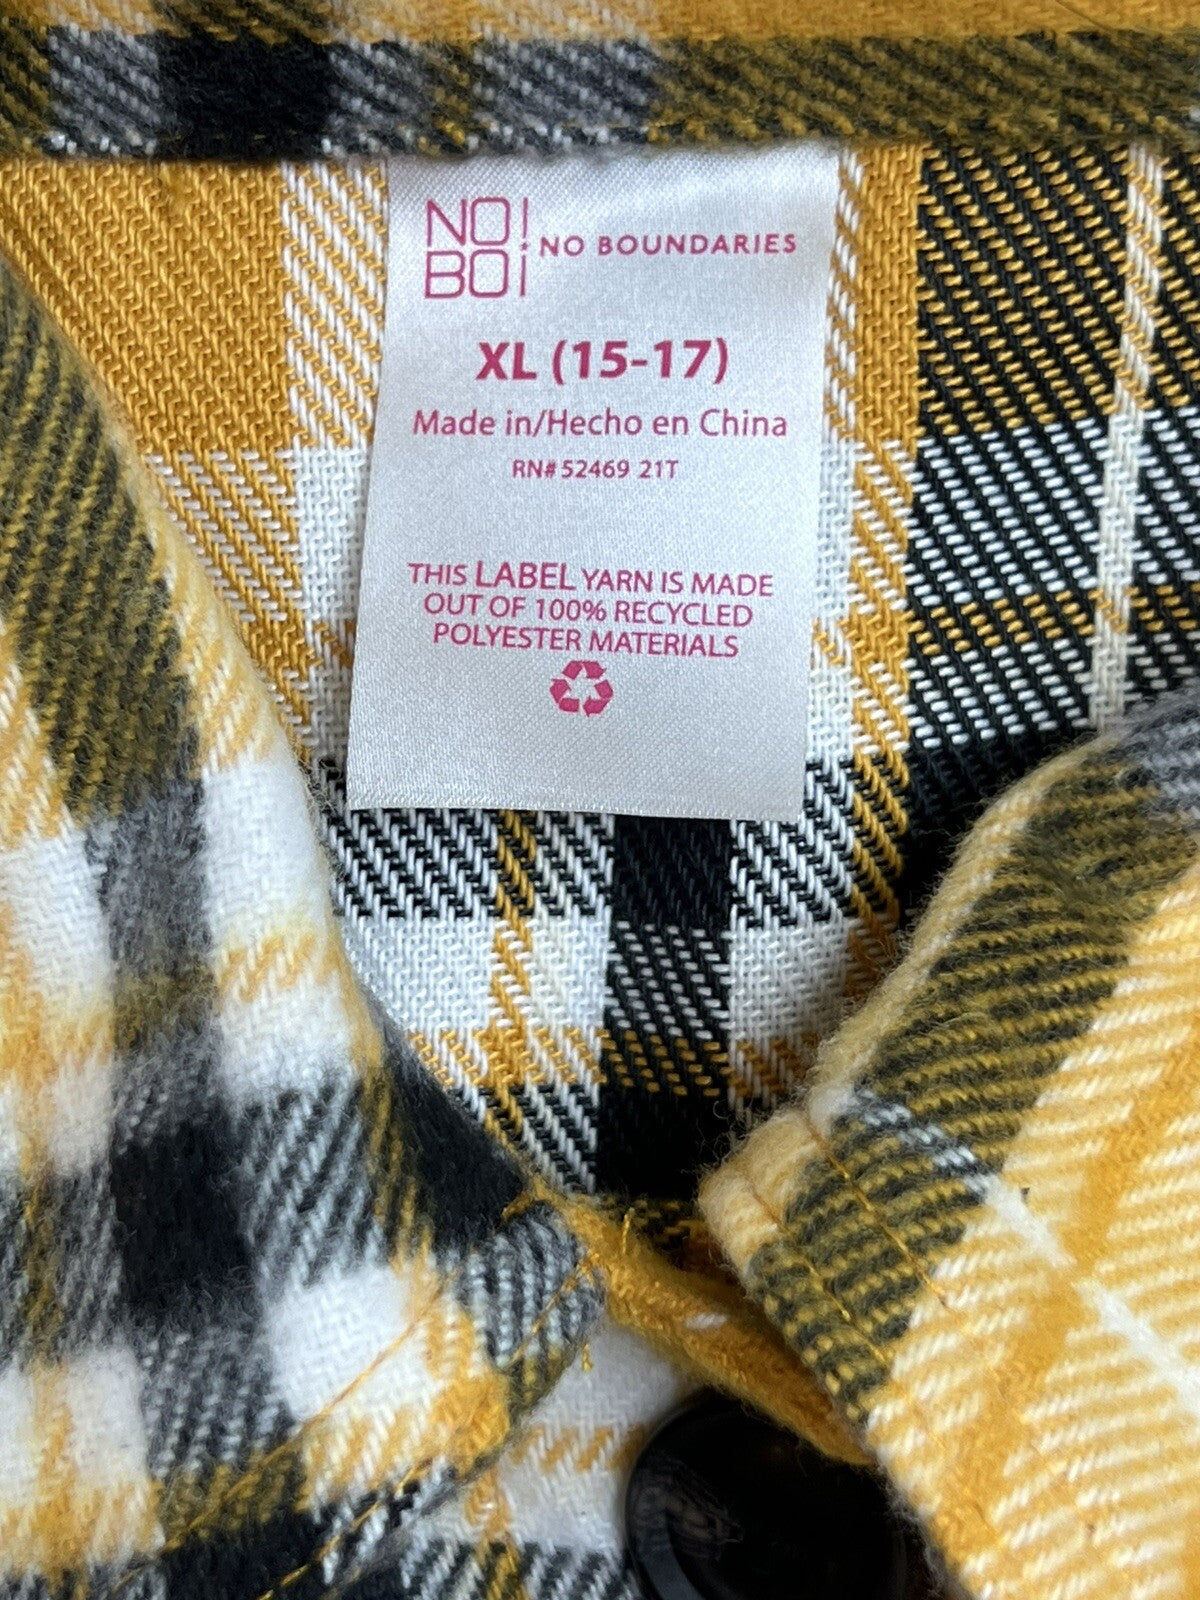 NO!
BO¡
NO BOUNDARIES
XL (15-17)
Made in/Hecho en China
RN# 52469 21T
THIS LABEL YARN IS MADE
OUT OF 100% RECYCLED
POLYESTER MATERIALS